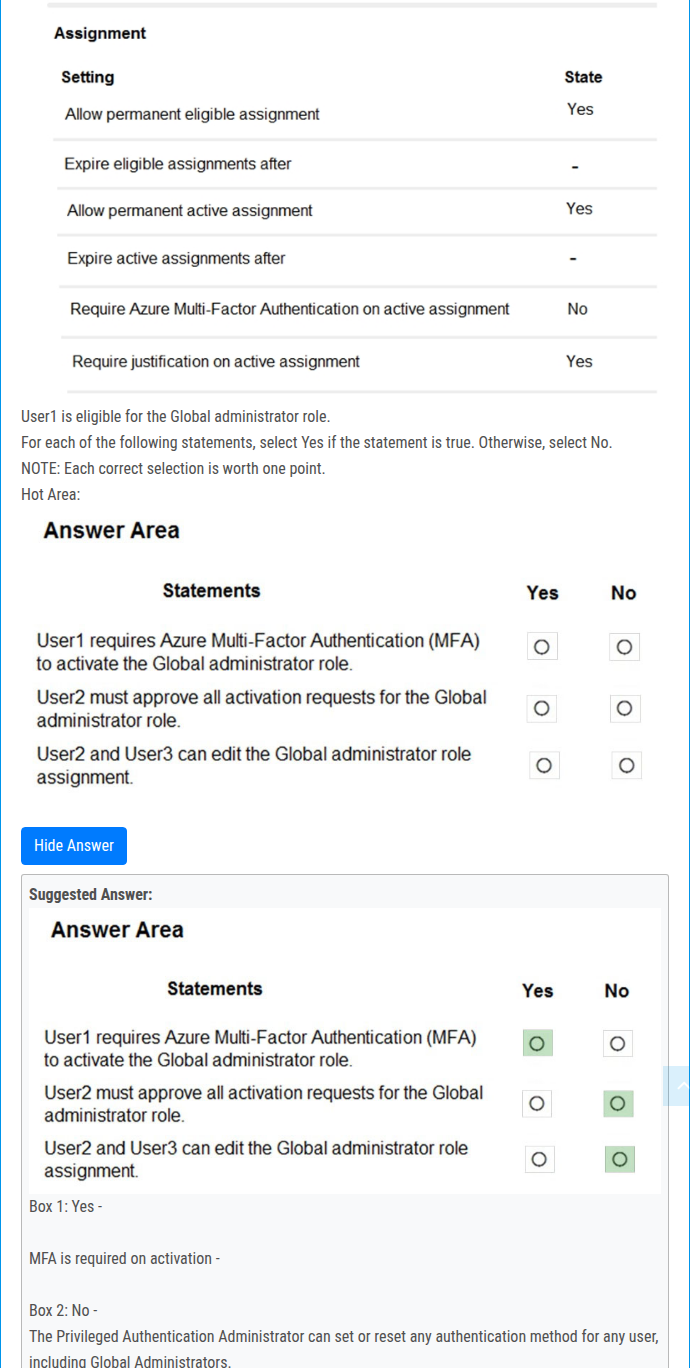 Assignment
Setting State
Allow permanent eligible assignment Yes
Expire eligible assignments after -
Allow permanent active assignment Yes
Expire active assignments after -
Require Azure Multi-Factor Authentication on active assignment No
Require justification on active assignment Yes
User1 is eligible for the Global administrator role.
For each of the following statements, select Yes if the statement is true. Otherwise, select No.
NOTE: Each correct selection is worth one point.
Hot Area:
Answer Area
Statements Yes No
User1 requires Azure Multi-Factor Authentication (MFA)
to activate the Global administrator role.
User2 must approve all activation requests for the Global
administrator role.
User2 and User3 can edit the Global administrator role
assignment.
Hide Answer
Suggested Answer:
Answer Area
Statements Yes No
User1 requires Azure Multi-Factor Authentication (MFA)
to activate the Global administrator role.
User2 must approve all activation requests for the Global
administrator role.
User2 and User3 can edit the Global administrator role
assignment.
Box 1: Yes -
MFA is required on activation -
Box 2: No -
The Privileged Authentication Administrator can set or reset any authentication method for any user,
including Global Administrators.